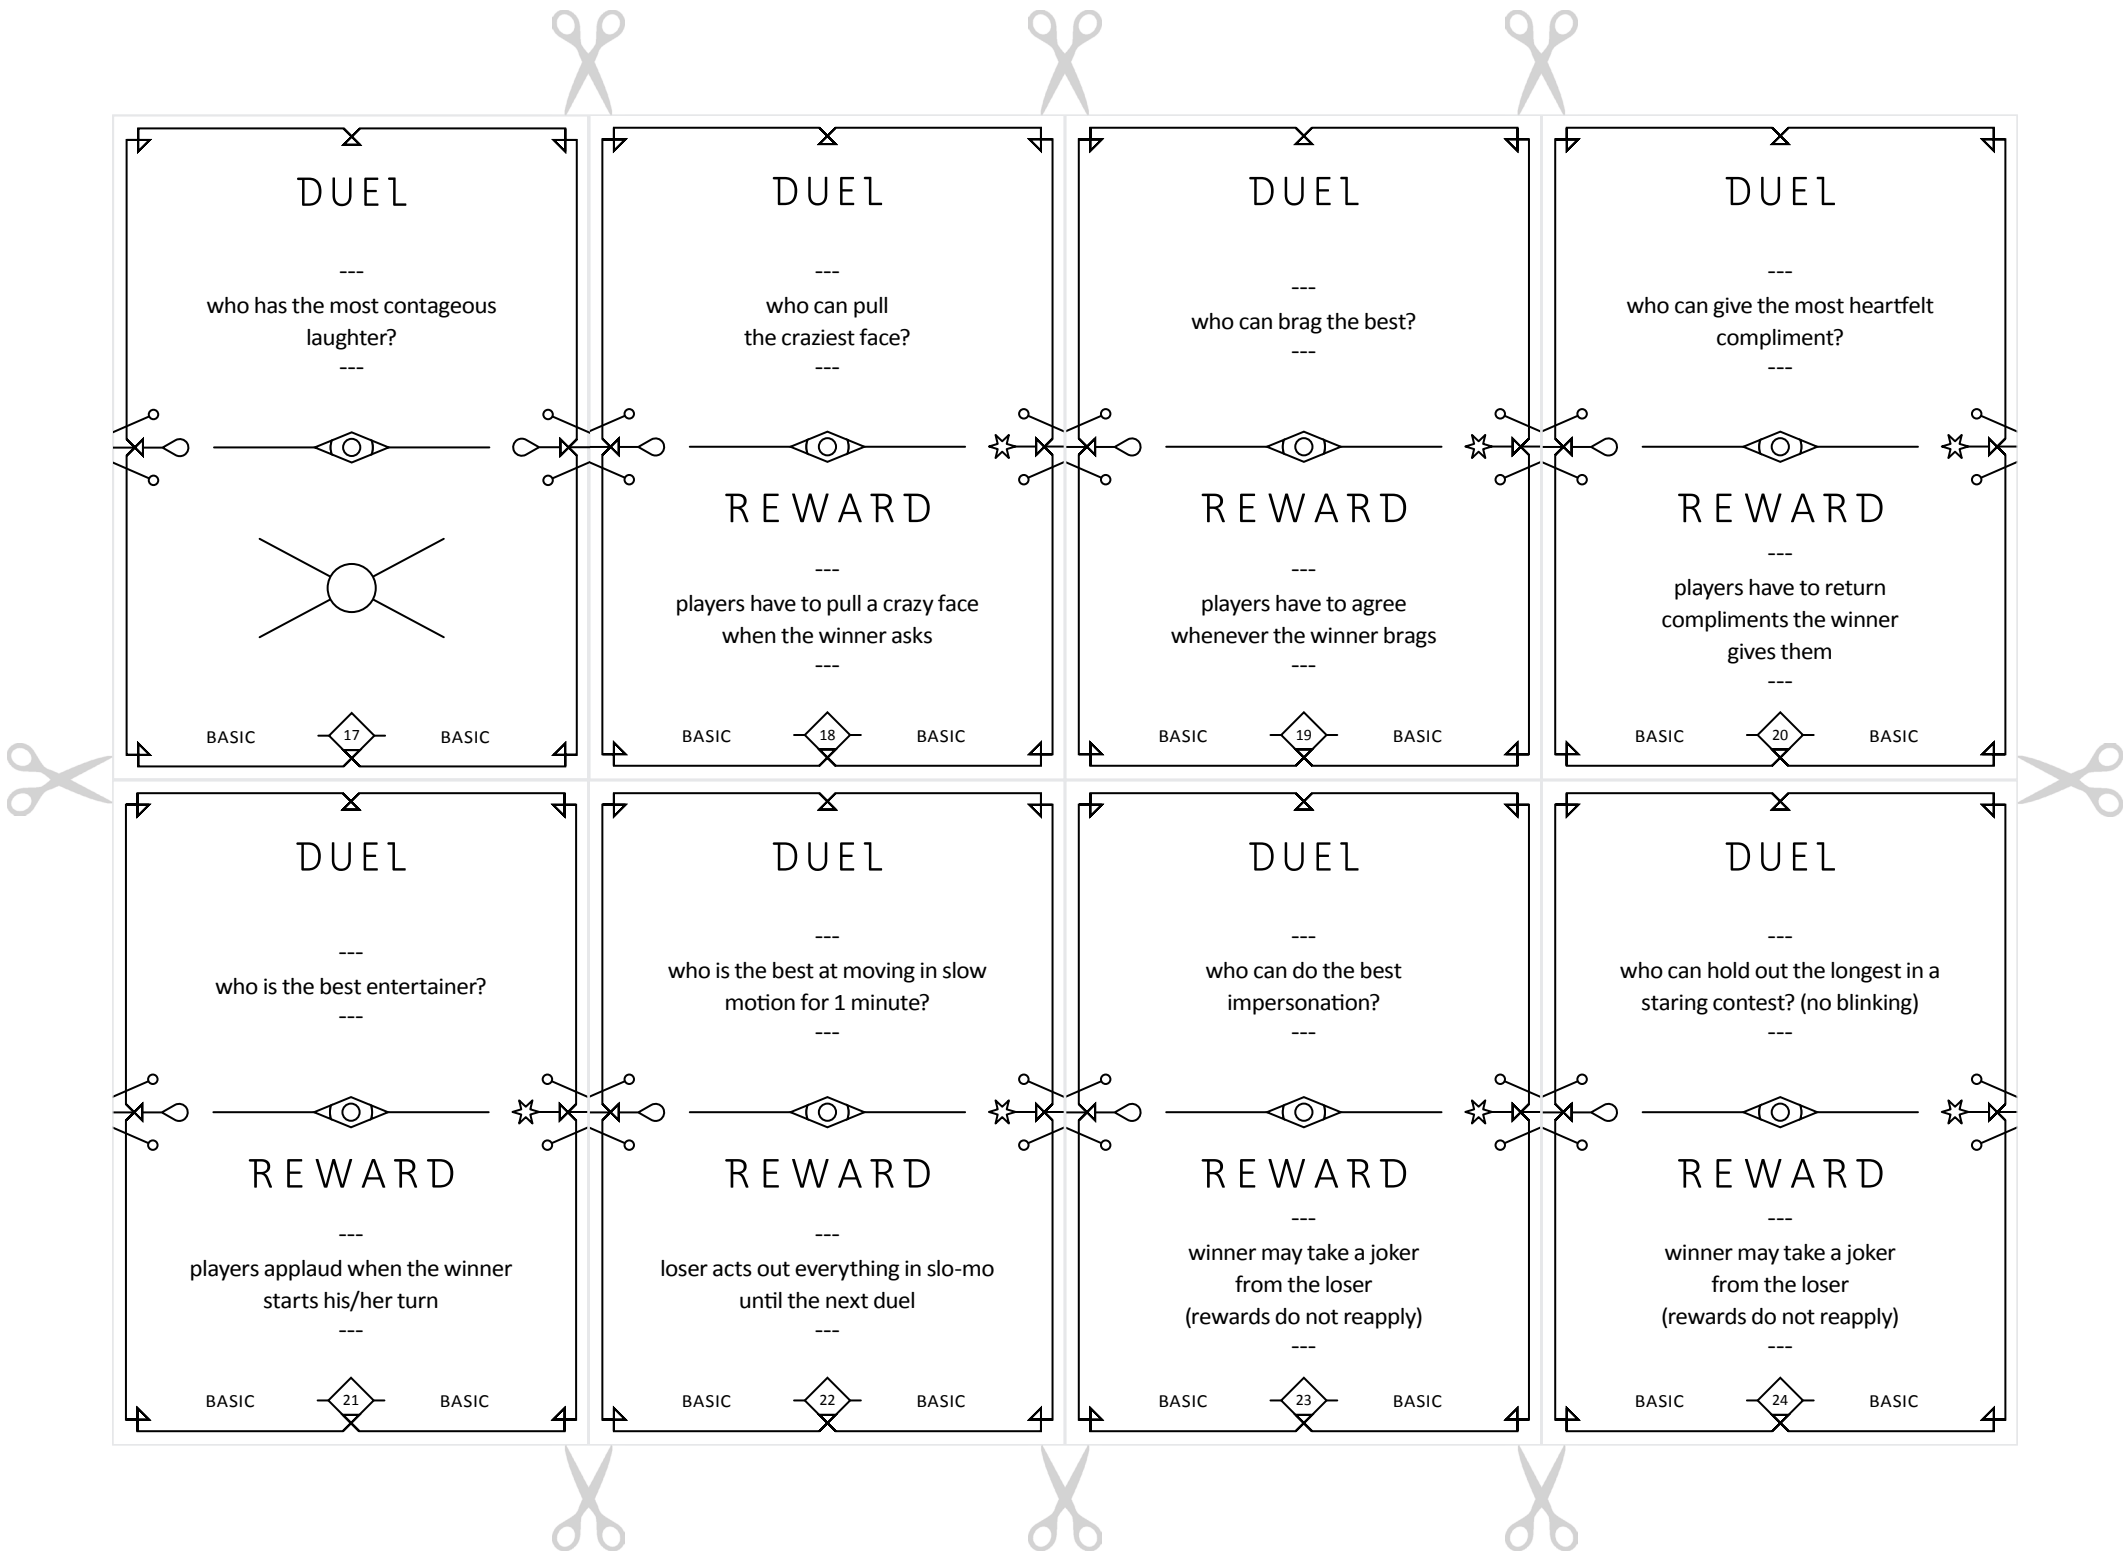 DUEL
---
who has the most contageous
laughter?
---
BASIC 17 BASIC
DUEL
---
who can pull
the craziest face?
---
REWARD
---
players have to pull a crazy face
when the winner asks
---
BASIC 18 BASIC
DUEL
---
who can brag the best?
---
REWARD
---
players have to agree
whenever the winner brags
---
BASIC 19 BASIC
DUEL
---
who can give the most heartfelt
compliment?
---
REWARD
---
players have to return
compliments the winner
gives them
---
BASIC 20 BASIC
DUEL
---
who is the best entertainer?
---
REWARD
---
players applaud when the winner
starts his/her turn
---
BASIC 21 BASIC
DUEL
---
who is the best at moving in slow
motion for 1 minute?
---
REWARD
---
loser acts out everything in slo-mo
until the next duel
---
BASIC 22 BASIC
DUEL
---
who can do the best
impersonation?
---
REWARD
---
winner may take a joker
from the loser
(rewards do not reapply)
---
BASIC 23 BASIC
DUEL
---
who can hold out the longest in a
staring contest? (no blinking)
---
REWARD
---
winner may take a joker
from the loser
(rewards do not reapply)
---
BASIC 24 BASIC